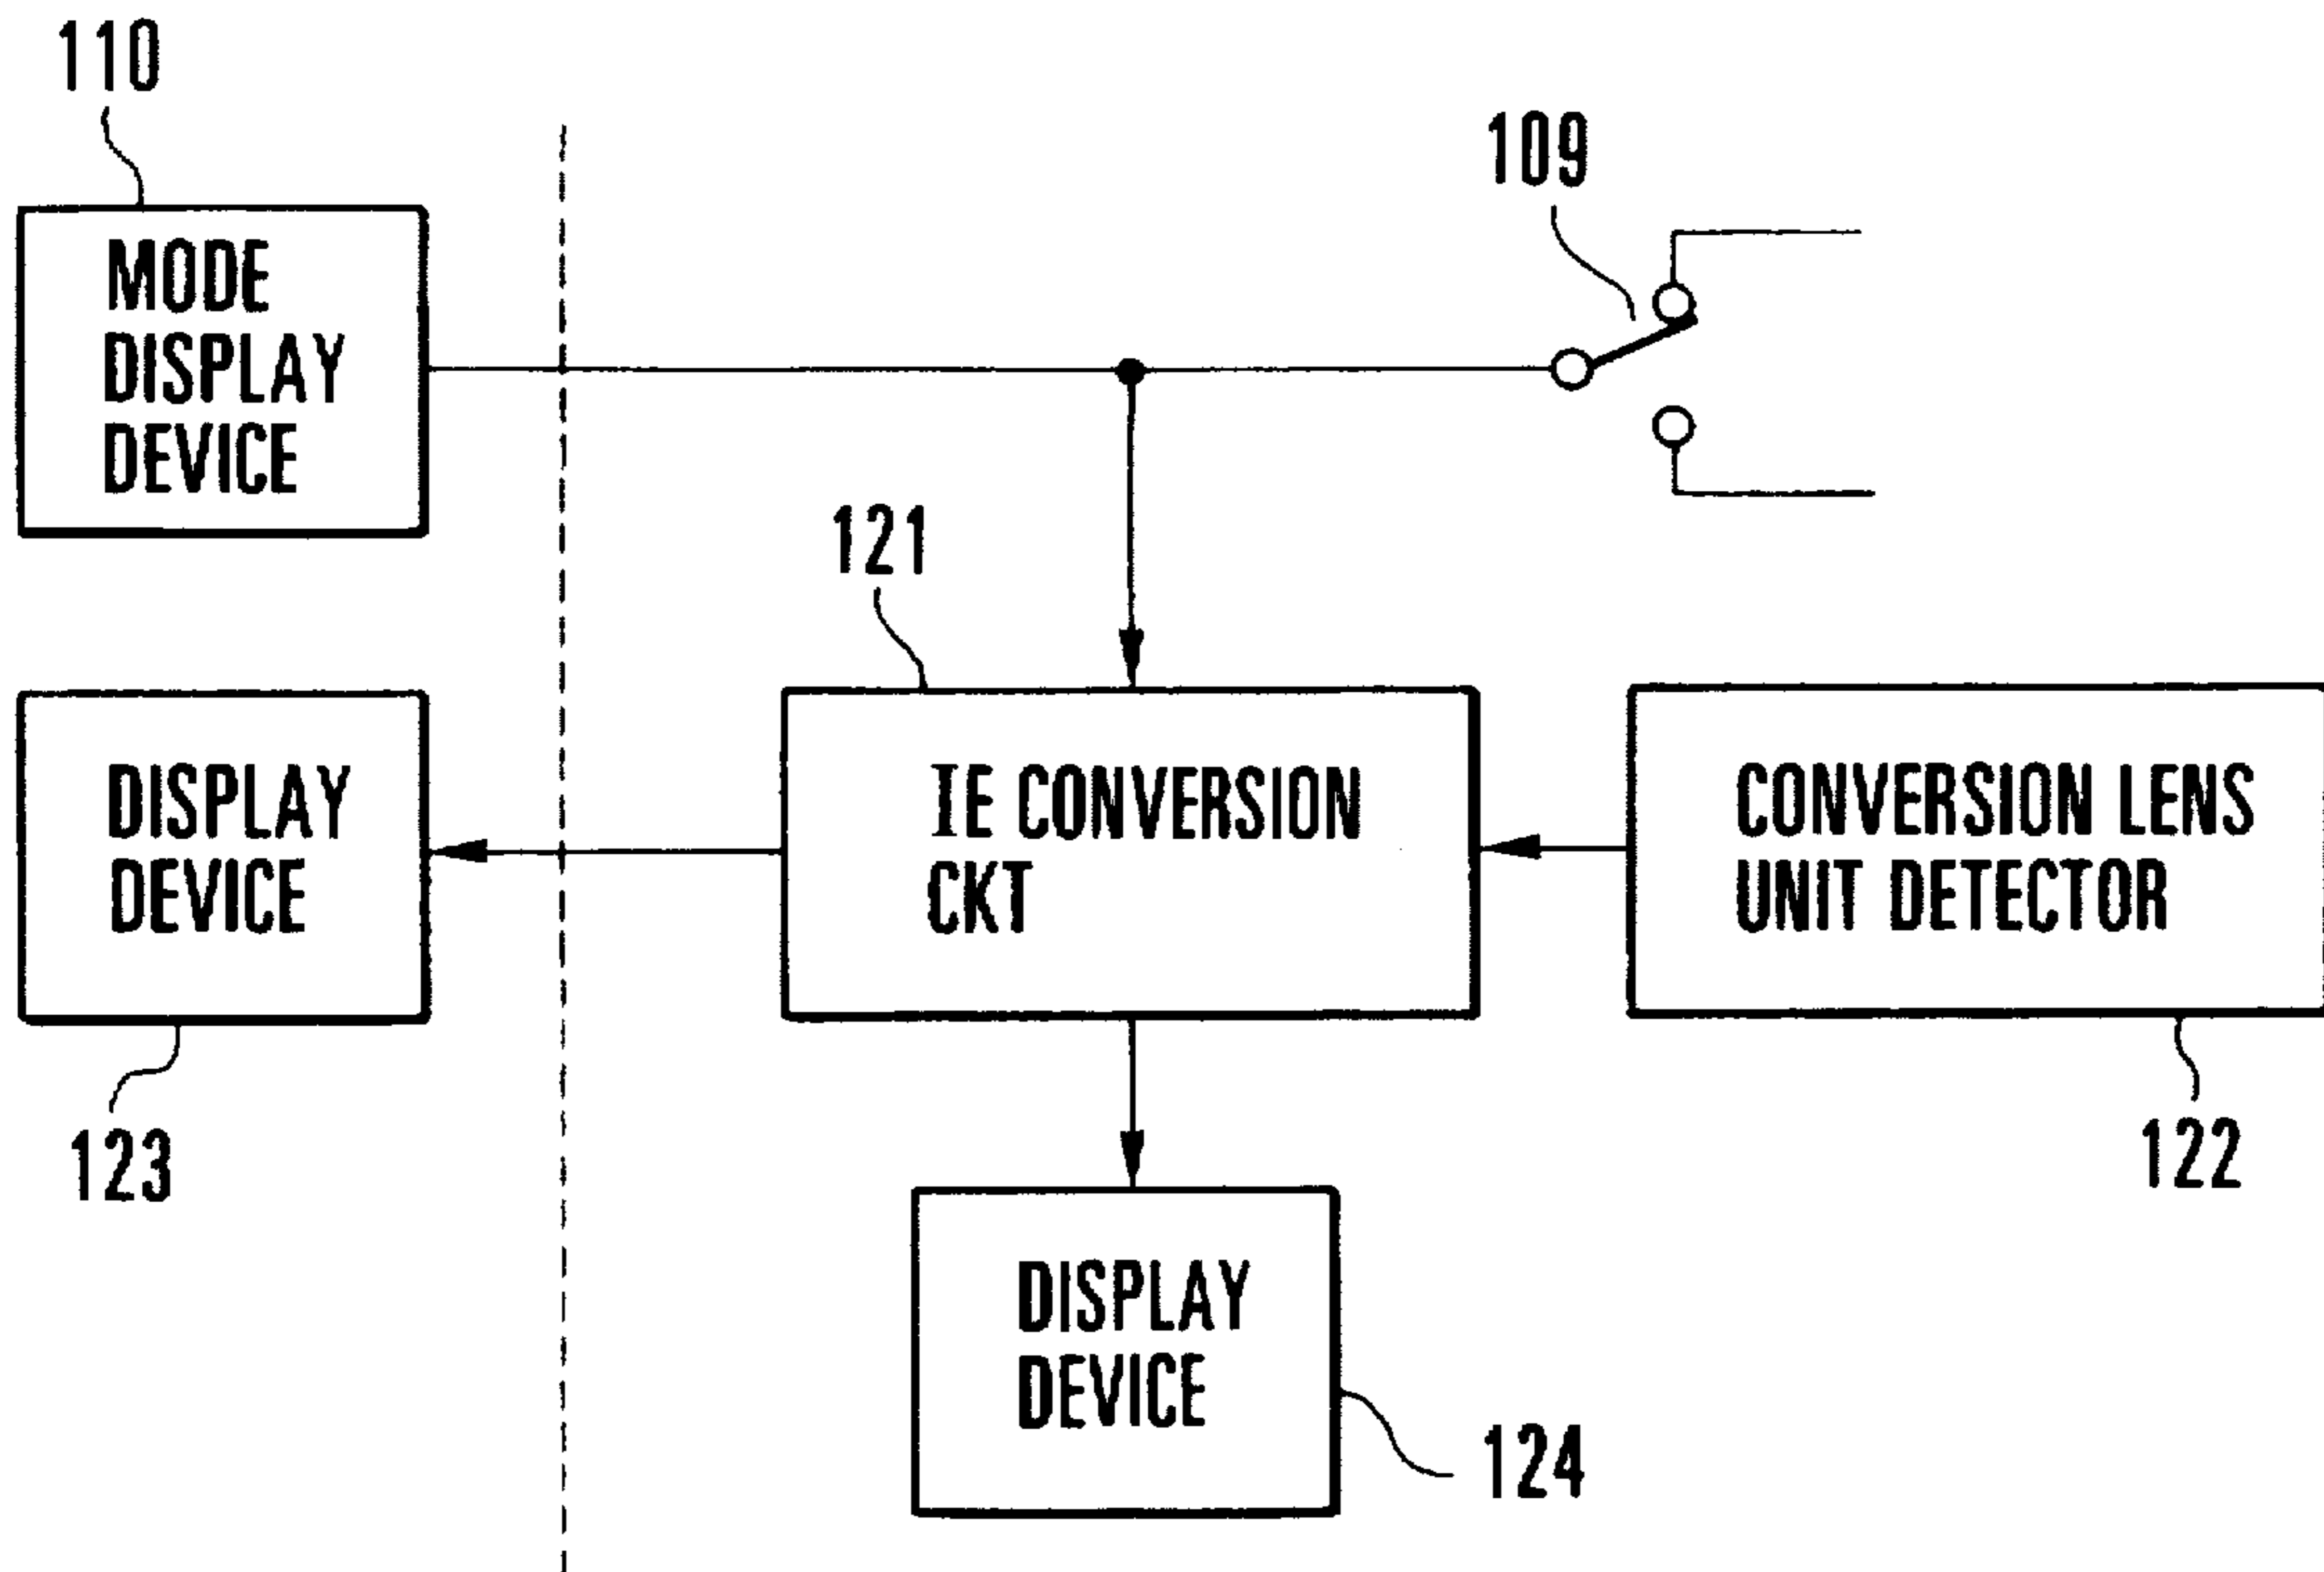 110
109
MODE
DISPLAY
DEVICE
121
DISPLAY
DEVICE
IE CONVERSION
CKT
CONVERSION LENS
UNIT DETECTOR
123
122
DISPLAY
DEVICE
124